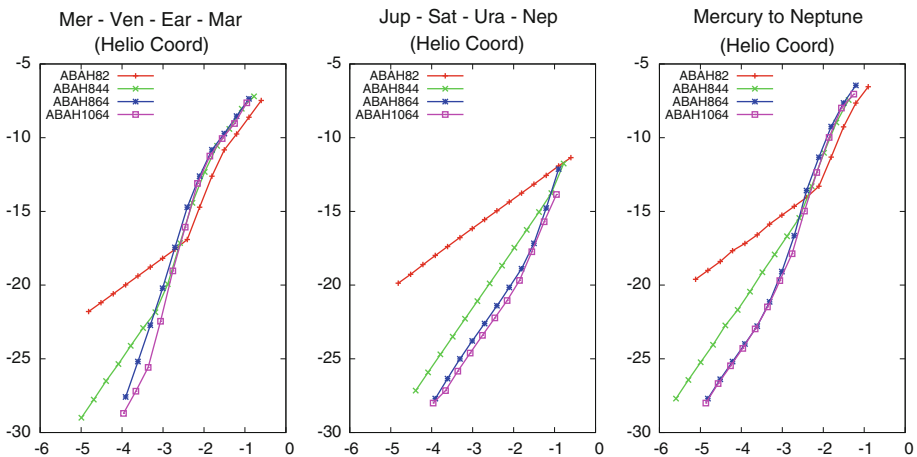 Mer - Ven - Ear - Mar
(Helio Coord)
-5
-10
-15
-20
-25
-30
ABAH82
ABAH844
ABAH864
ABAH1064
-6 -5 -4 -3 -2 -1 0
Jup - Sat - Ura - Nep
(Helio Coord)
-5
-10
-15
-20
-25
-30
ABAH82
ABAH844
ABAH864
ABAH1064
-6 -5 -4 -3 -2 -1 0
Mercury to Neptune
(Helio Coord)
-5
-10
-15
-20
-25
-30
ABAH82
ABAH844
ABAH864
ABAH1064
-6 -5 -4 -3 -2 -1 0